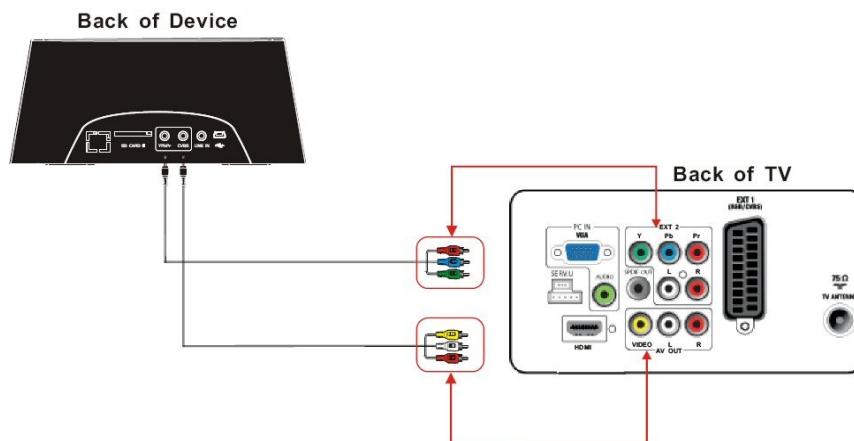 Back of Device
SD CARD
YPbPr
CVBS
LINE IN
Back of TV
EXT 1
(RGB/CVBS)
PC IN
VGA
EXT 2
Y Pb Pr
SERV.U
AUDIO
SPDIF OUT
L R
75 Ω
TV ANTENN
HDMI
VIDEO L R
AV OUT